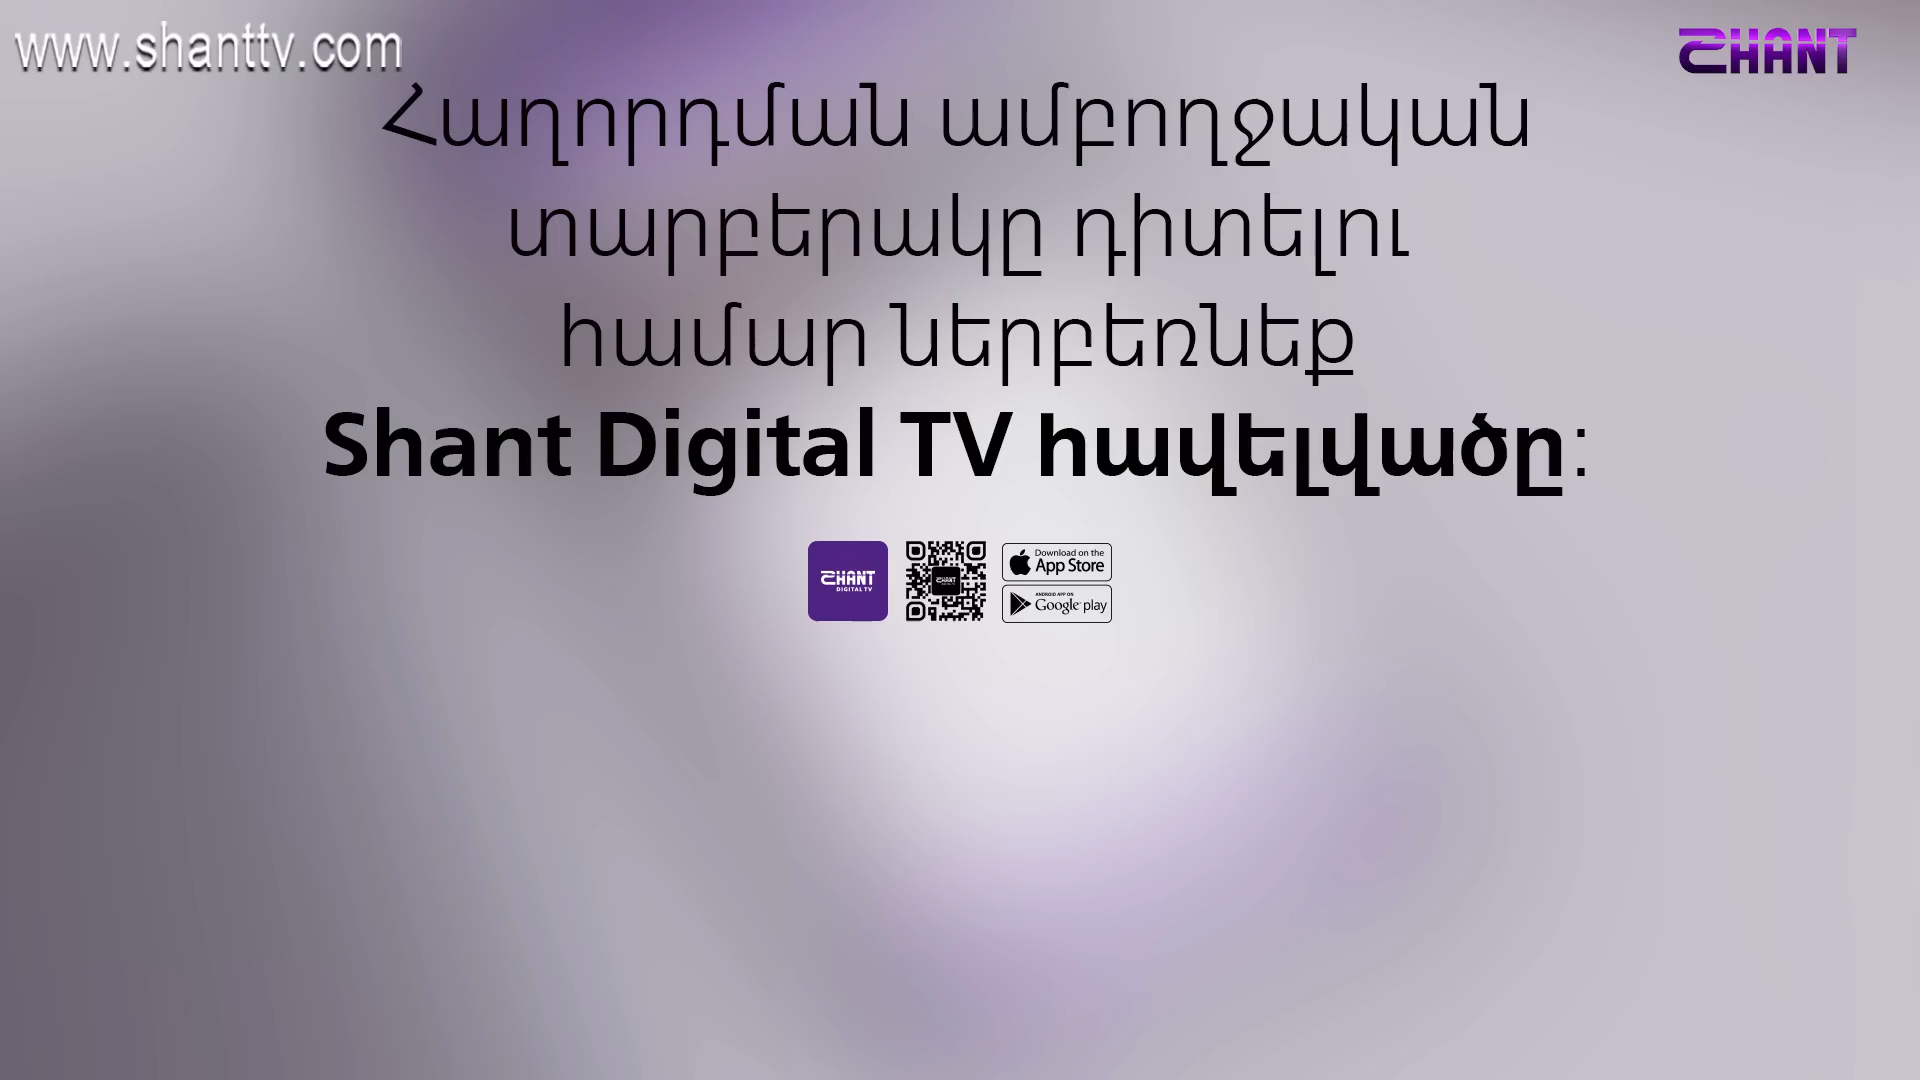 www.shanttv.com
SHANT
Հաղորդման ամբողջական
տարբերակը դիտելու
համար ներբեռնեք
Shant Digital TV հավելվածը:
SHANT
DIGITAL TV
SHANT
Download on the
App Store
ANDROID APP ON
Google play